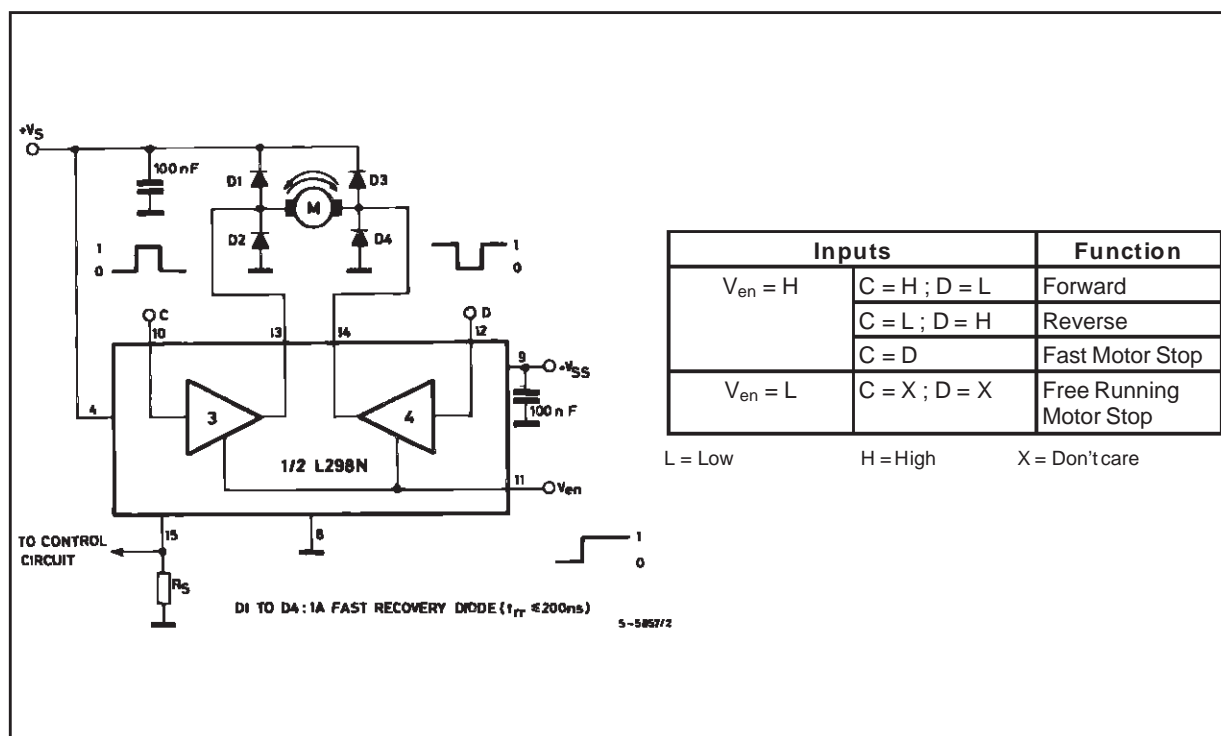 +VS
100nF
D1
D3
M
D2
D4
1
0
1
0
C
D
10
13
14
12
9
+VSS
4
3
4
100nF
1/2 L298N
11
Ven
15
8
TO CONTROL
CIRCUIT
RS
1
0
D1 TO D4 : 1A FAST RECOVERY DIODE (trr ≤200ns)
S-5857/2
Inputs Function
Ven = H C = H ; D = L Forward
C = L ; D = H Reverse
C = D Fast Motor Stop
Ven = L C = X ; D = X Free Running
Motor Stop
L = Low H = High X = Don't care